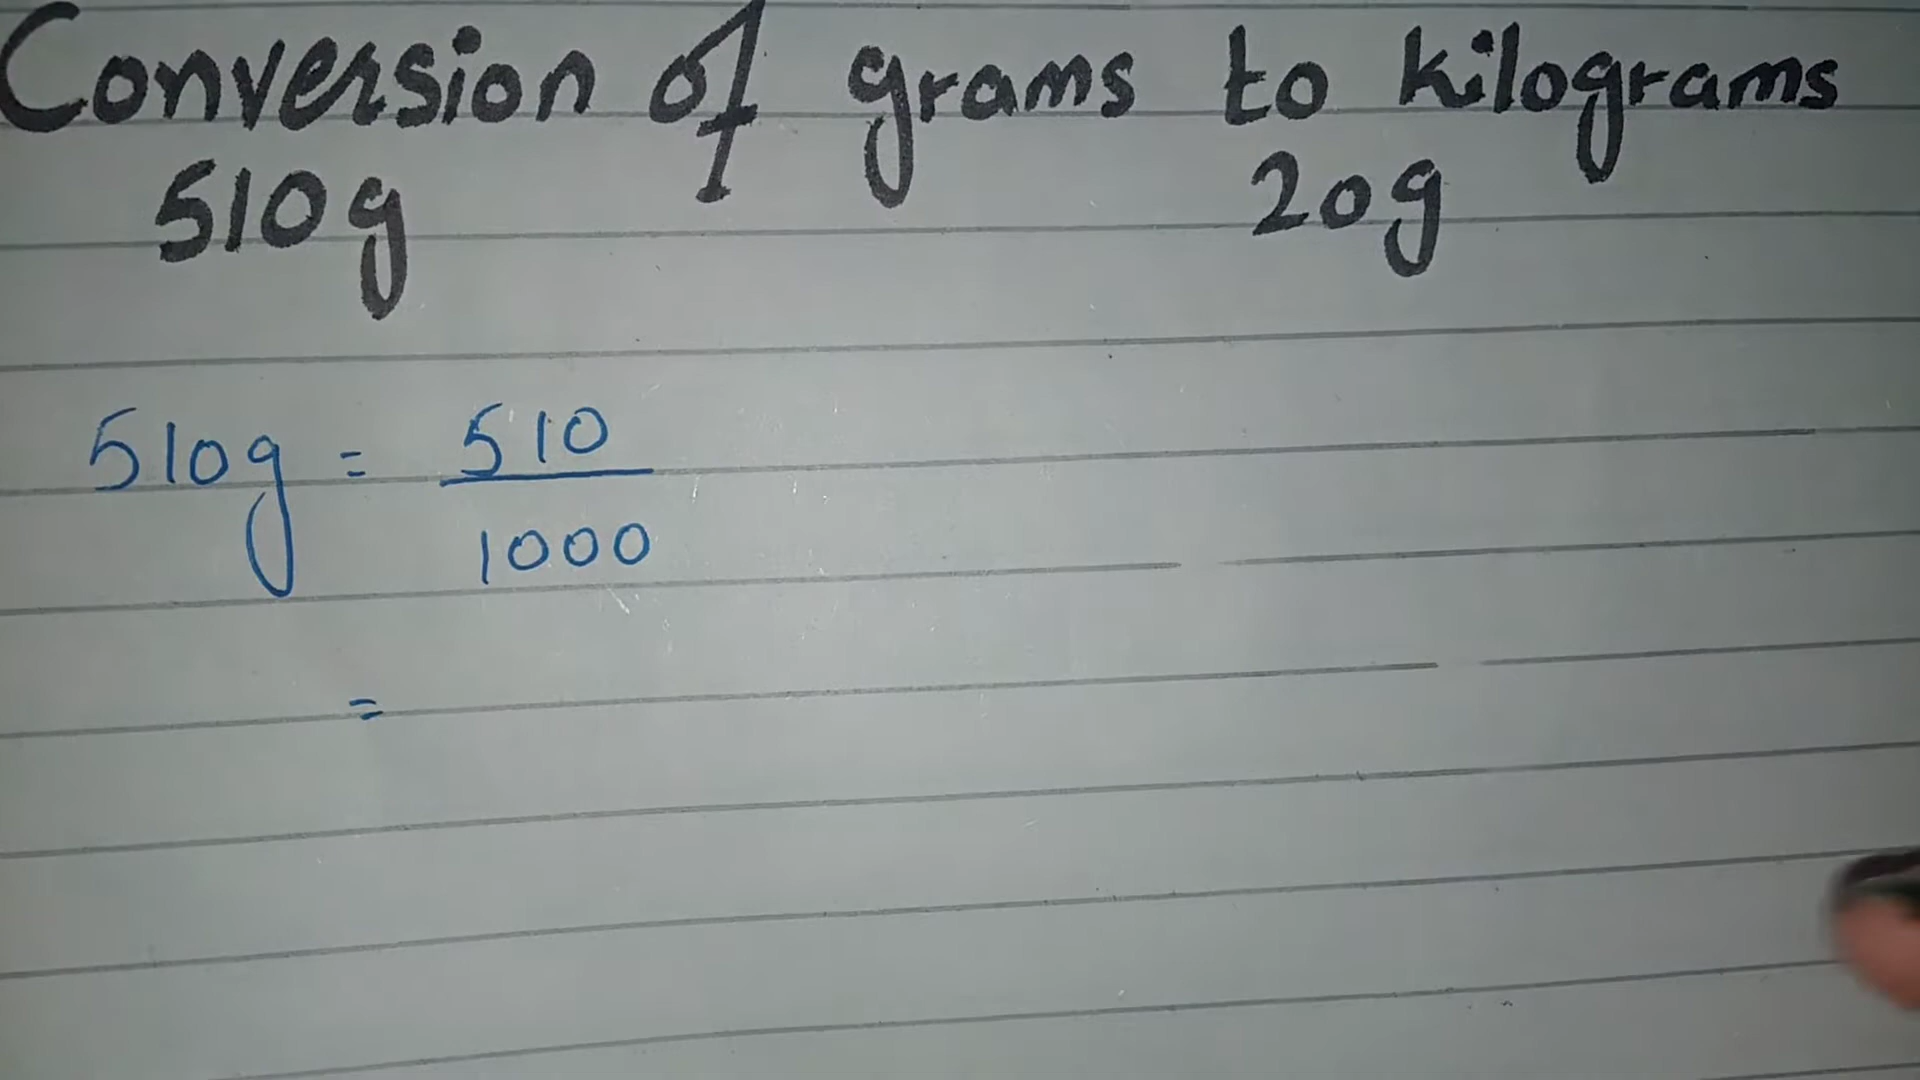 Conversion of grams to kilograms
510g 20g
510g = 510
1000
=